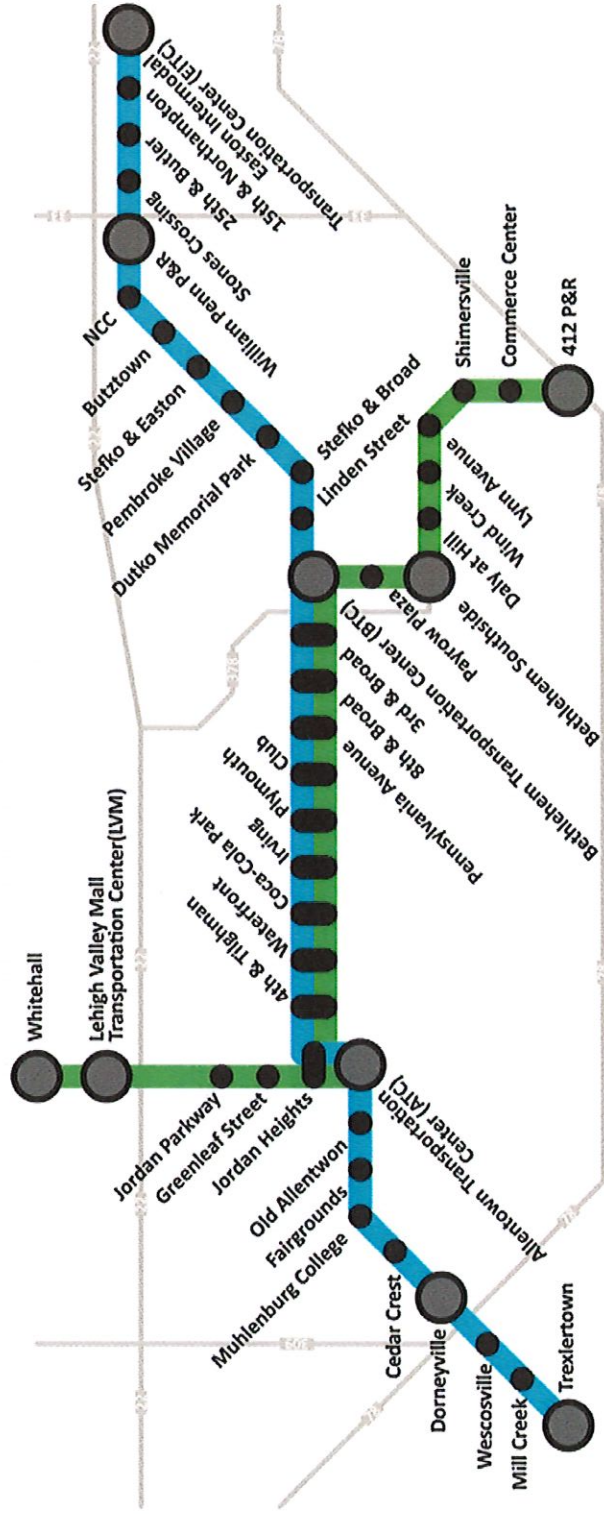 Whitehall
Lehigh Valley Mall
Transportation Center(LVM)
Jordan Parkway
Greenleaf Street
Jordan Heights
4th & Tilghman
Waterfront
Coca-Cola Park
Irving
Plymouth
Club
Pennsylvania Avenue
8th & Broad
3rd & Broad
Bethlehem Transportation Center (BTC)
Payrow Plaza
Bethlehem Southside
Daly at Hill
Wind Creek
Lynn Avenue
Shimersville
Commerce Center
412 P&R
Linden Street
Stefko & Broad
Dutko Memorial Park
Pembroke Village
Stefko & Easton
Butztown
NCC
William Penn P&R
Stones Crossing
25th & Butler
15th & Northampton
Easton Intermodal
Transportation Center (EITC)
Allentown Transportation
Center (ATC)
Old Allentwon
Fairgrounds
Muhlenburg College
Cedar Crest
Dorneyville
Wescosville
Mill Creek
Trexlertown